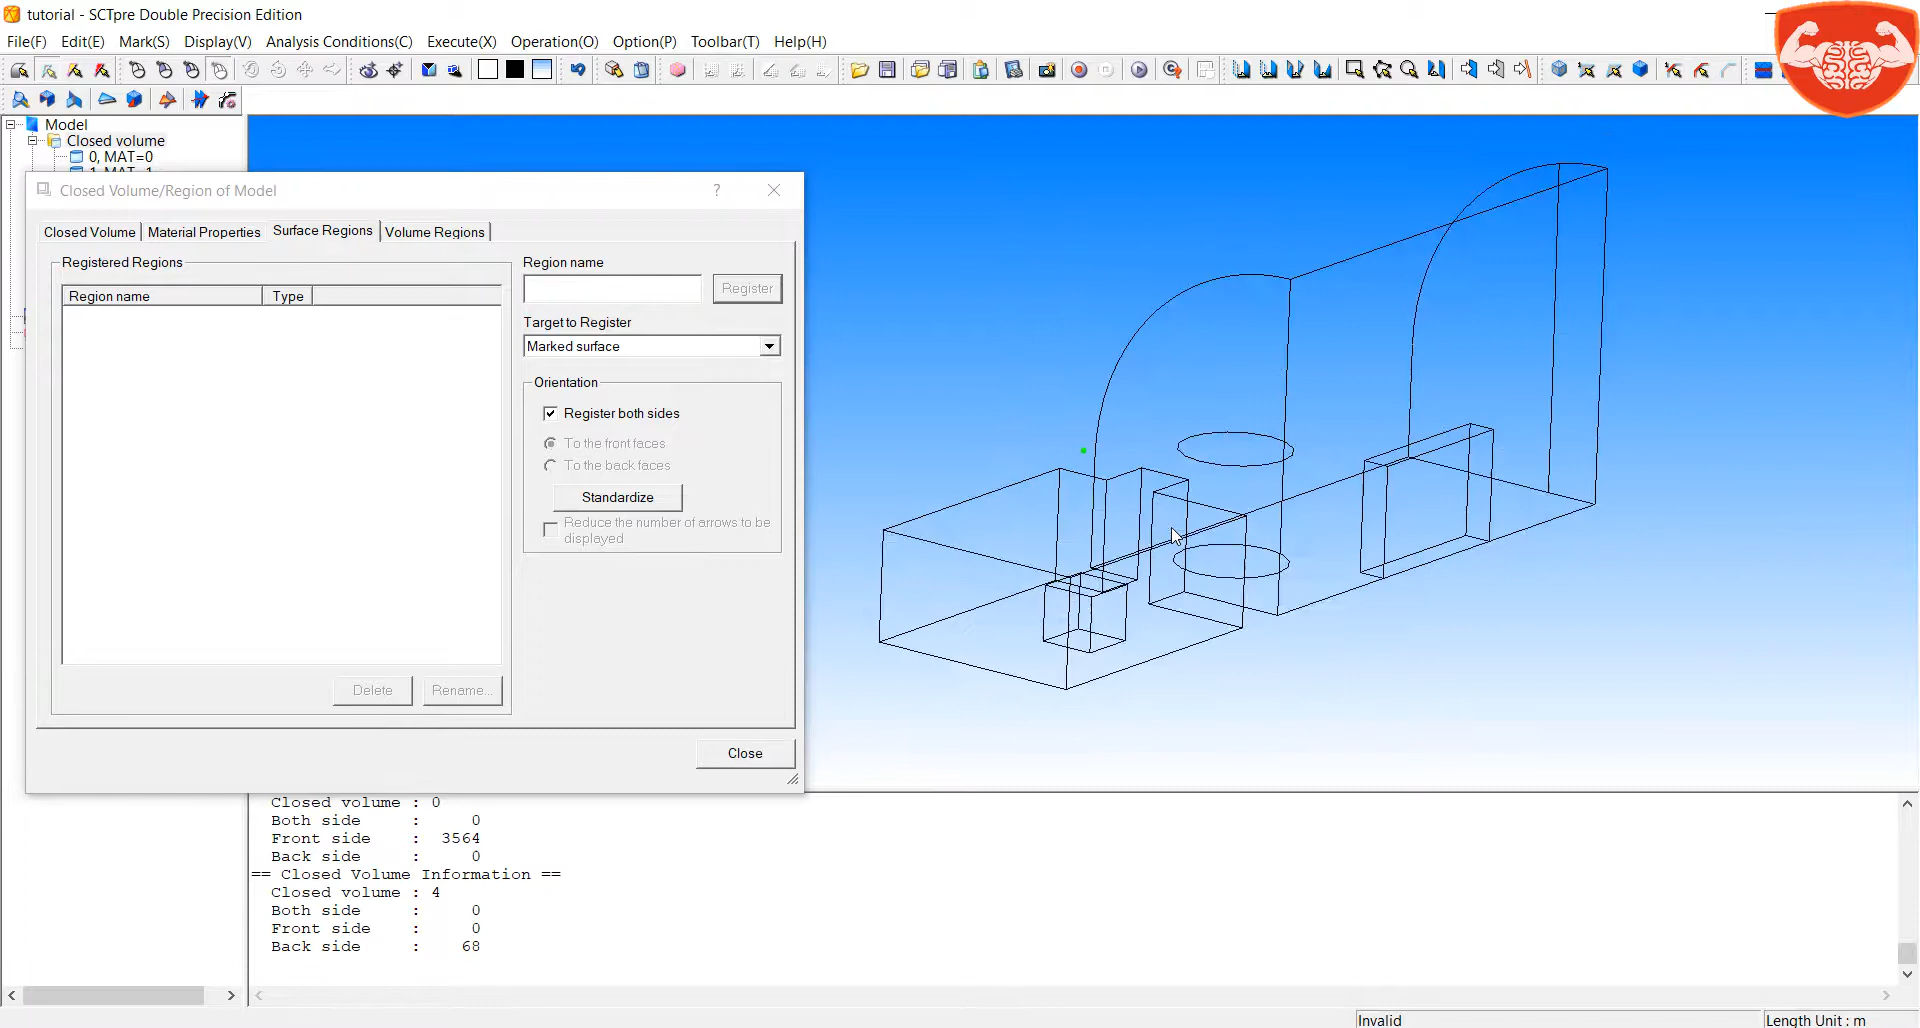 tutorial - SCTpre Double Precision Edition
File(F) Edit(E) Mark(S) Display(V) Analysis Conditions(C) Execute(X) Operation(O) Option(P) Toolbar(T) Help(H)
Model
Closed volume
0, MAT=0
Closed Volume/Region of Model ?
Closed Volume Material Properties Surface Regions Volume Regions
Registered Regions
Region name Type
Region name
Register
Target to Register
Marked surface
Orientation
Register both sides
To the front faces
To the back faces
Standardize
Reduce the number of arrows to be
displayed
Delete Rename...
Close
Closed volume : 0
Both side : 0
Front side : 3564
Back side : 0
== Closed Volume Information ==
Closed volume : 4
Both side : 0
Front side : 0
Back side : 68
Invalid Length Unit : m